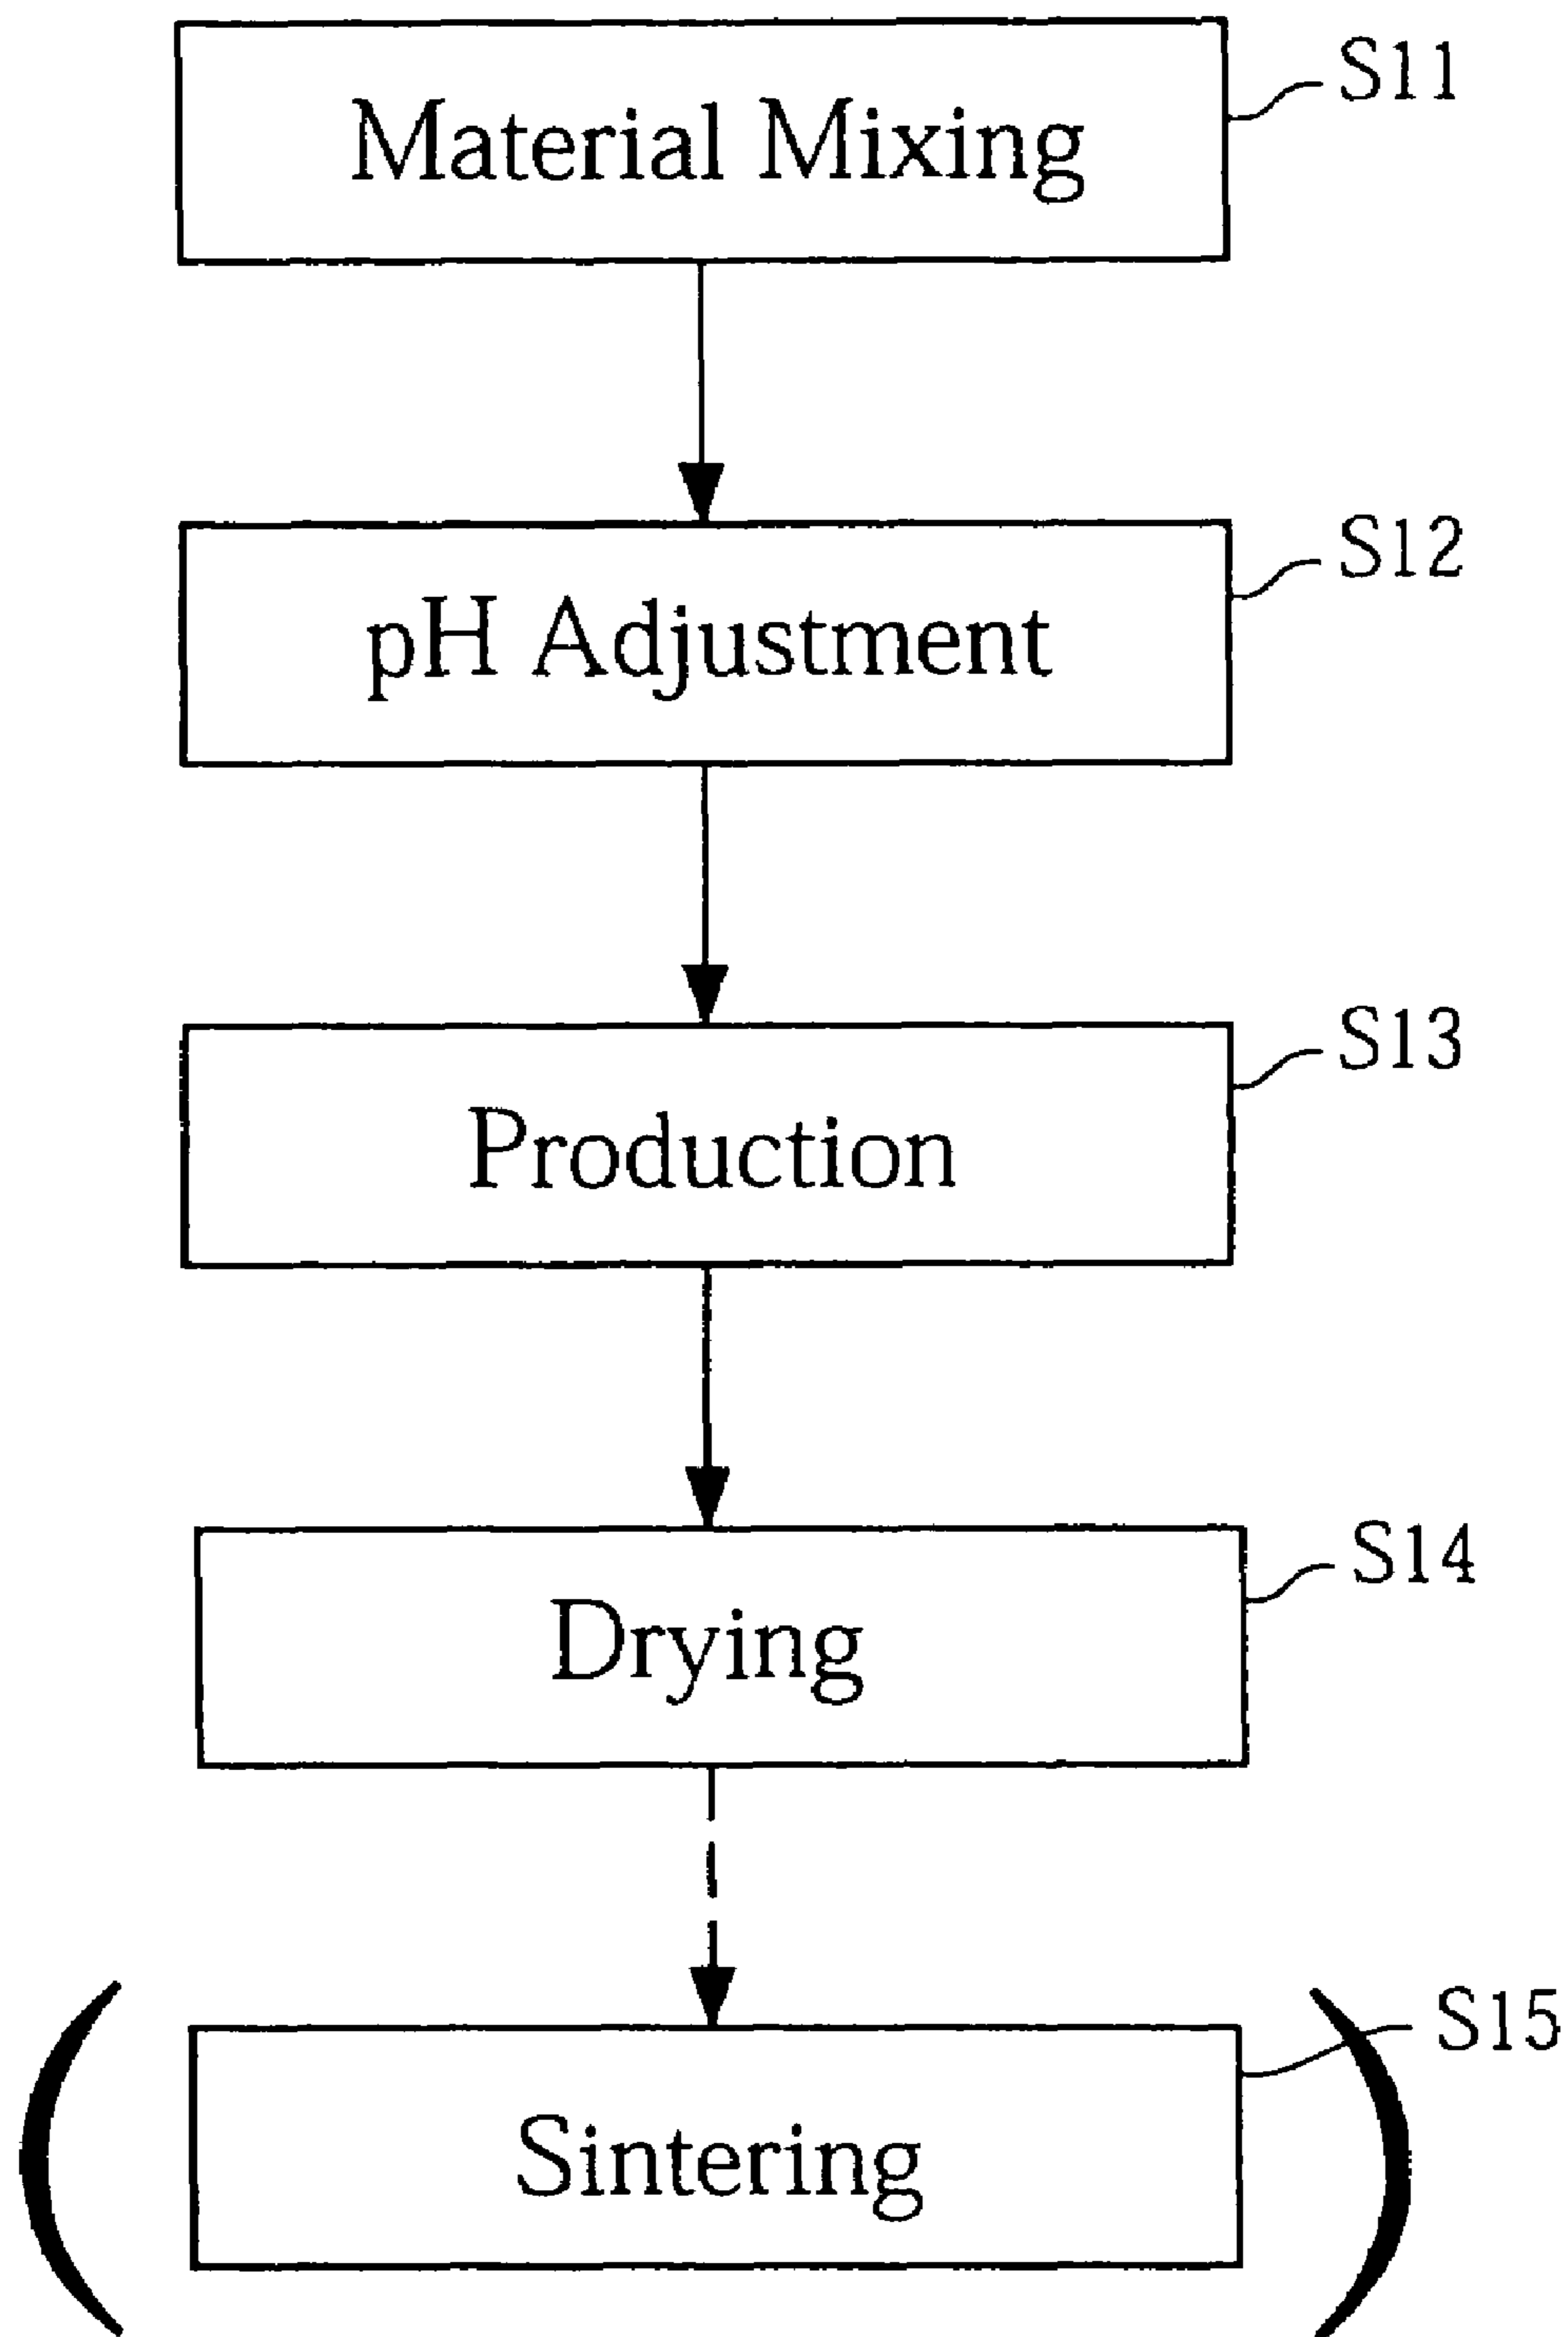 Material Mixing
S11
pH Adjustment
S12
Production
S13
Drying
S14
Sintering
S15